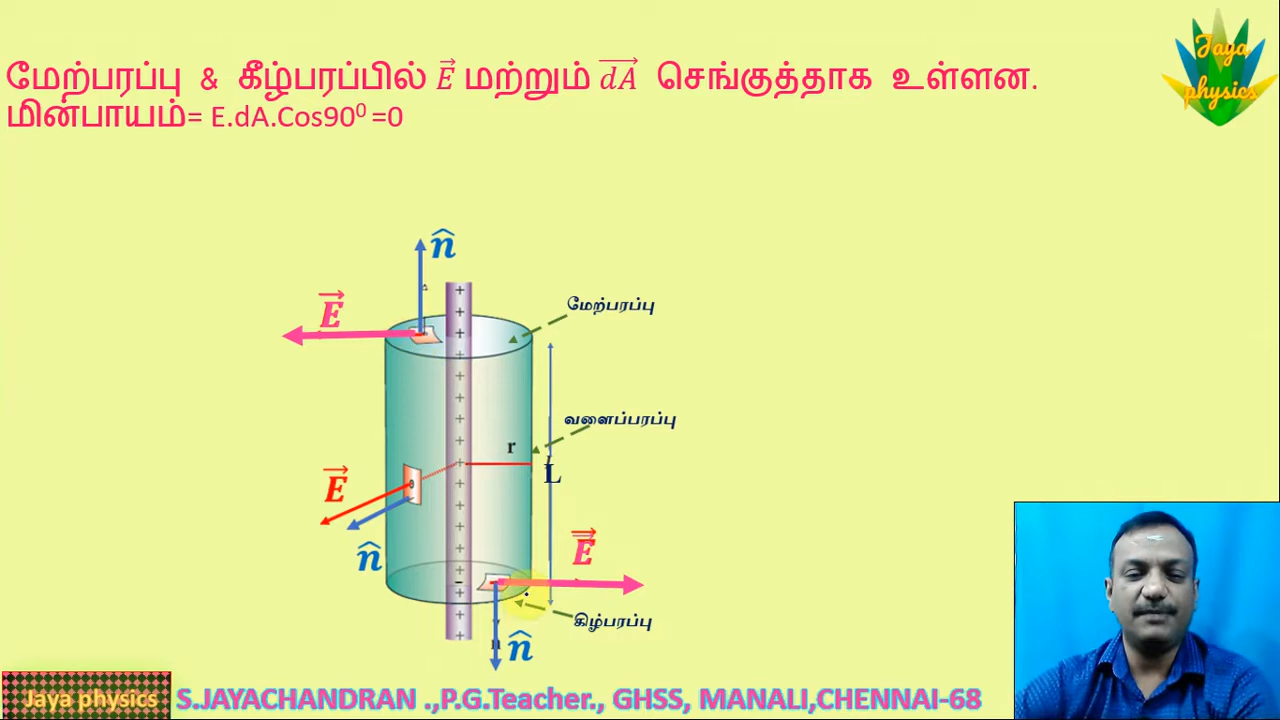 மேற்பரப்பு & கீழ்பரப்பில் E⃗ மற்றும் dA⃗ செங்குத்தாக உள்ளன.
மின்பாயம்= E.dA.Cos90⁰ =0
Jaya
physics
n̂
E⃗
மேற்பரப்பு
வளைப்பரப்பு
r
L
E⃗
n̂
E⃗
கிழ்பரப்பு
n̂
Jaya physics
S.JAYACHANDRAN .,P.G.Teacher., GHSS, MANALI,CHENNAI-68